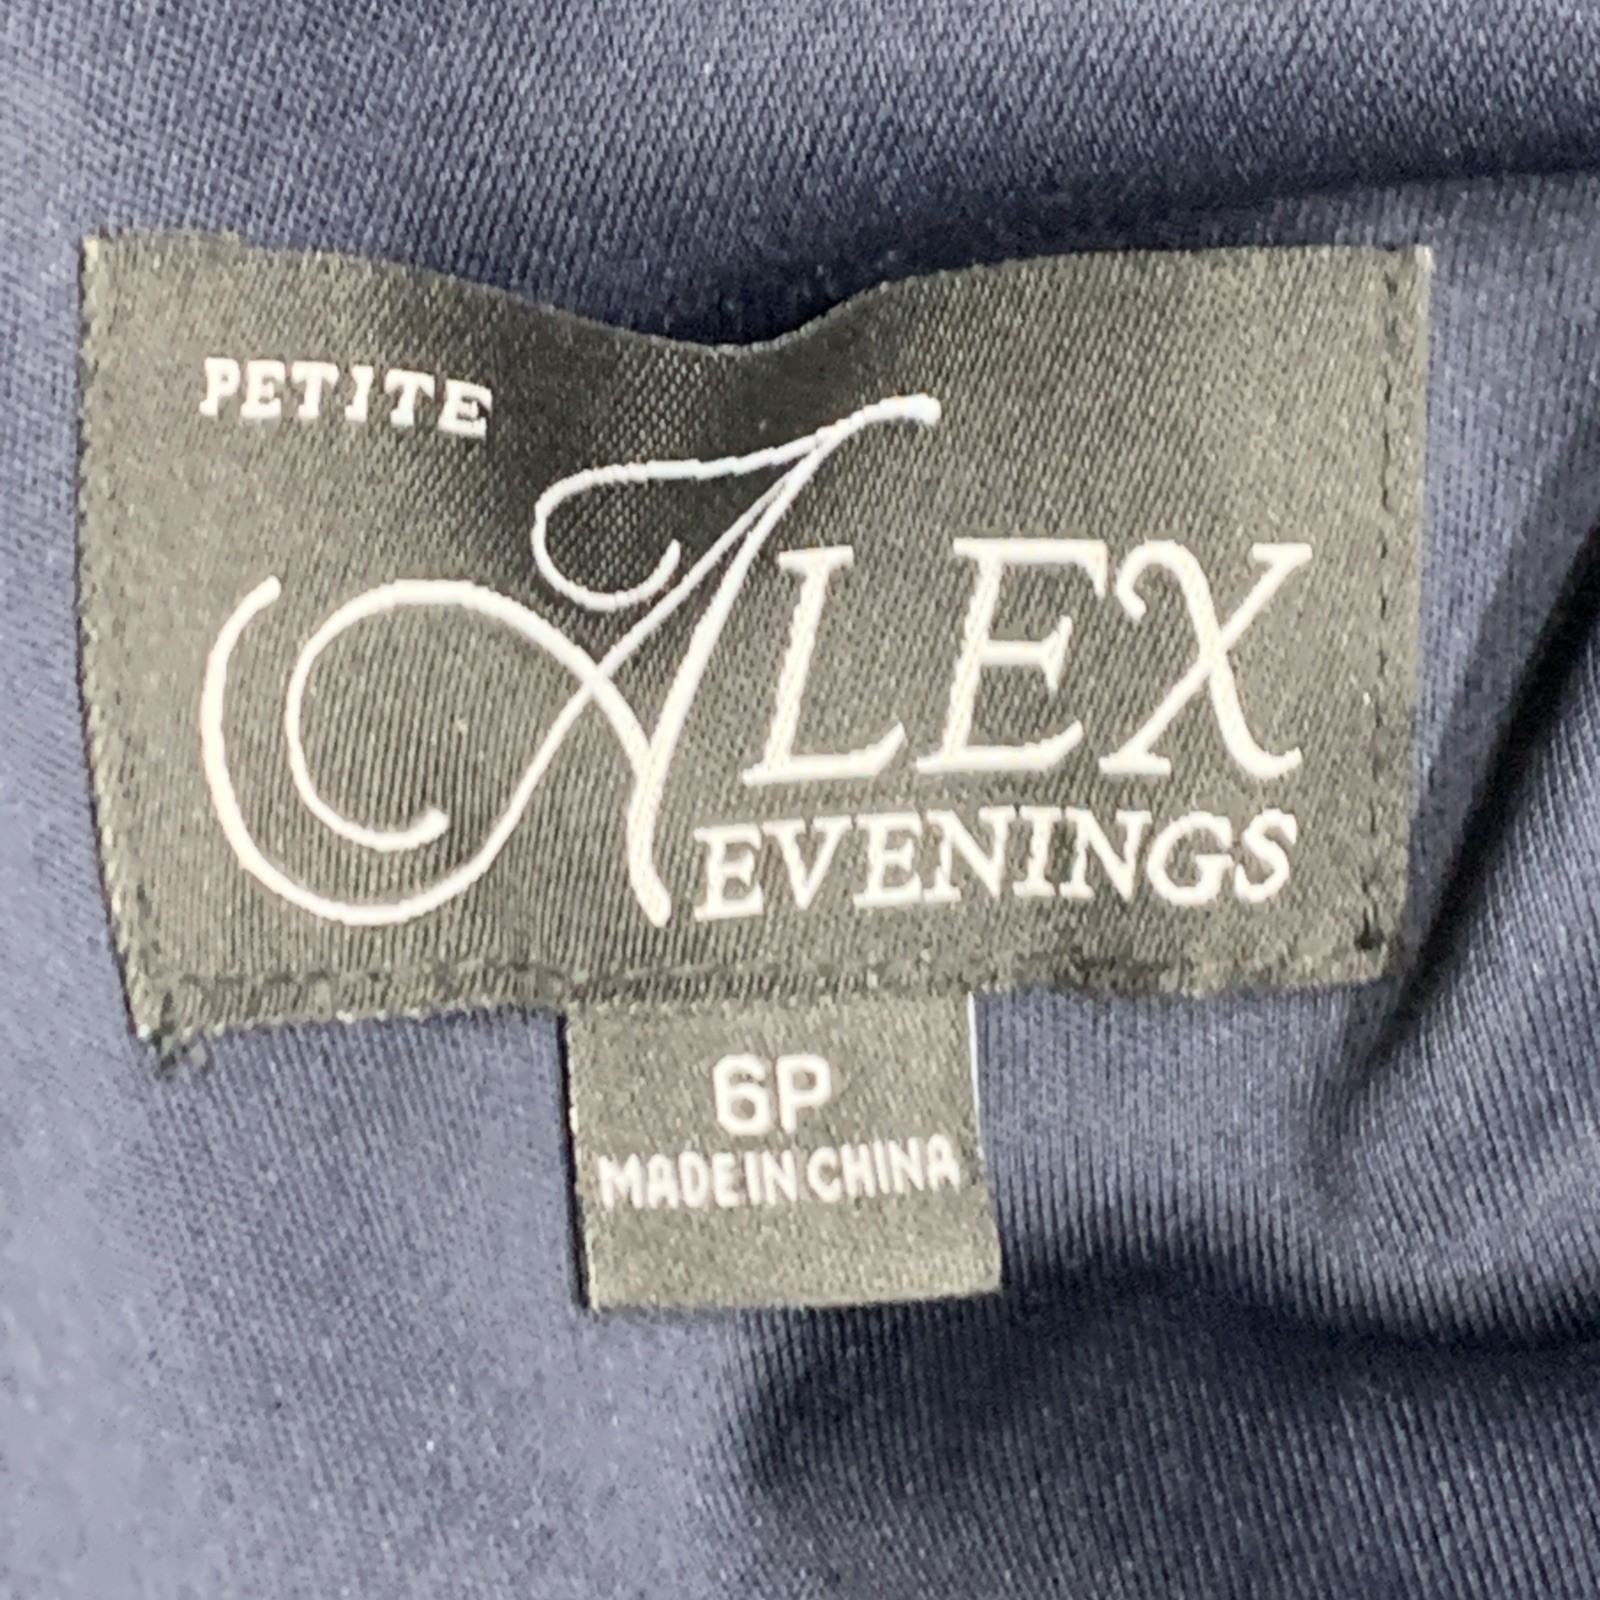 PETITE
ALEX
EVENINGS
6P
MADE IN CHINA